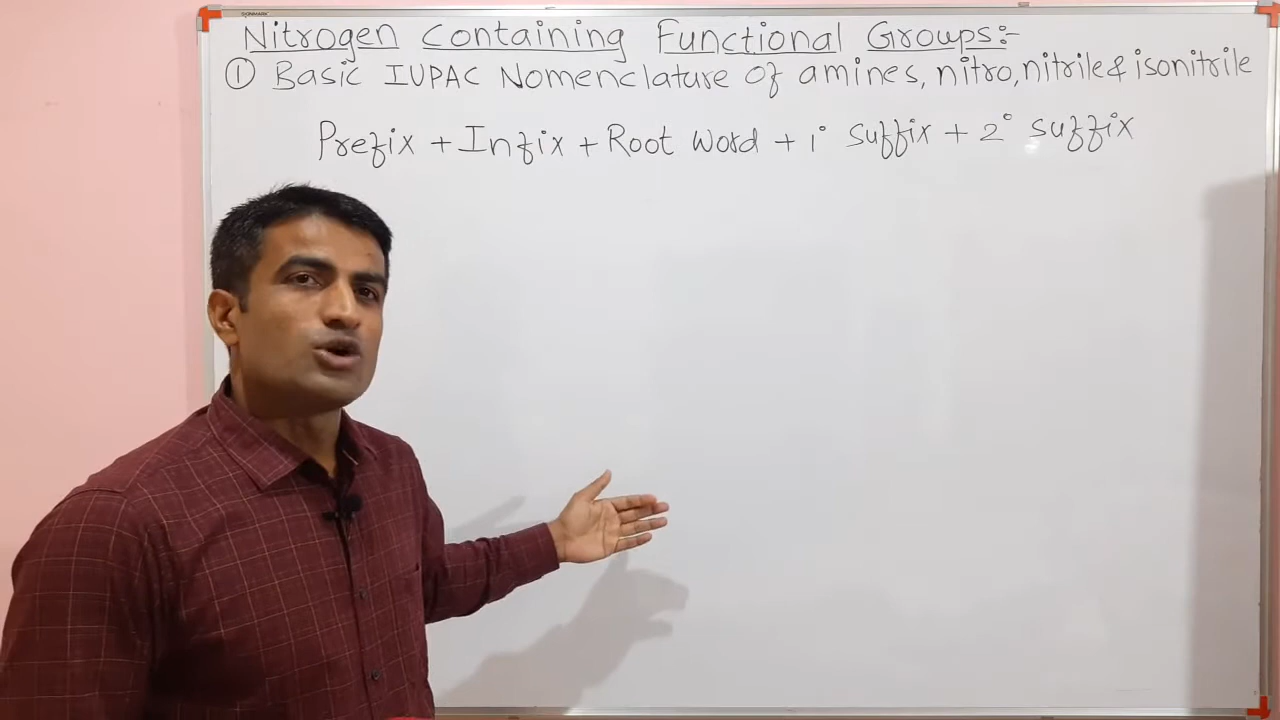 DONMARK
Nitrogen Containing Functional Groups:-
① Basic IUPAC Nomenclature Of amines, nitro, nitrile & isonitrile
Prefix + Infix + Root Word + 1° Suffix + 2° Suffix